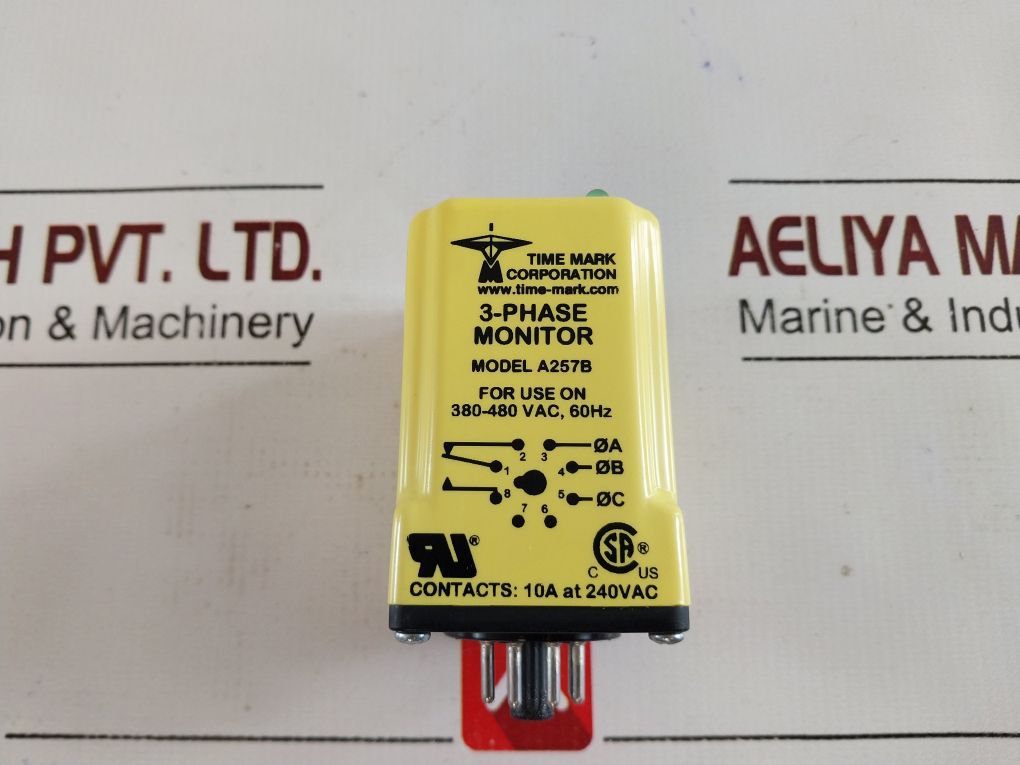 H PVT. LTD.
on & Machinery
AELIYA MA
Marine & Indu
TIME MARK
CORPORATION
www.time-mark.com
3-PHASE
MONITOR
MODEL A257B
FOR USE ON
380-480 VAC, 60Hz
2 3 ØA
1 4 ØB
8 5 ØC
7 6
RU ®
C SA ® US
CONTACTS: 10A at 240VAC